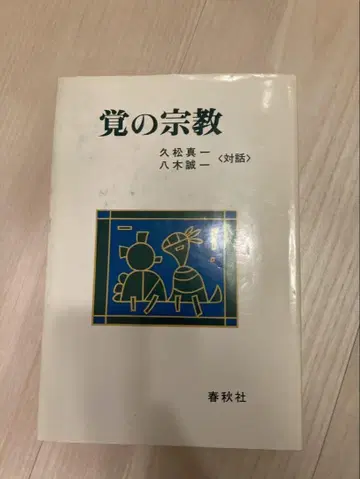 覚の宗教
久松真一
八木誠一
〈対話〉
春秋社